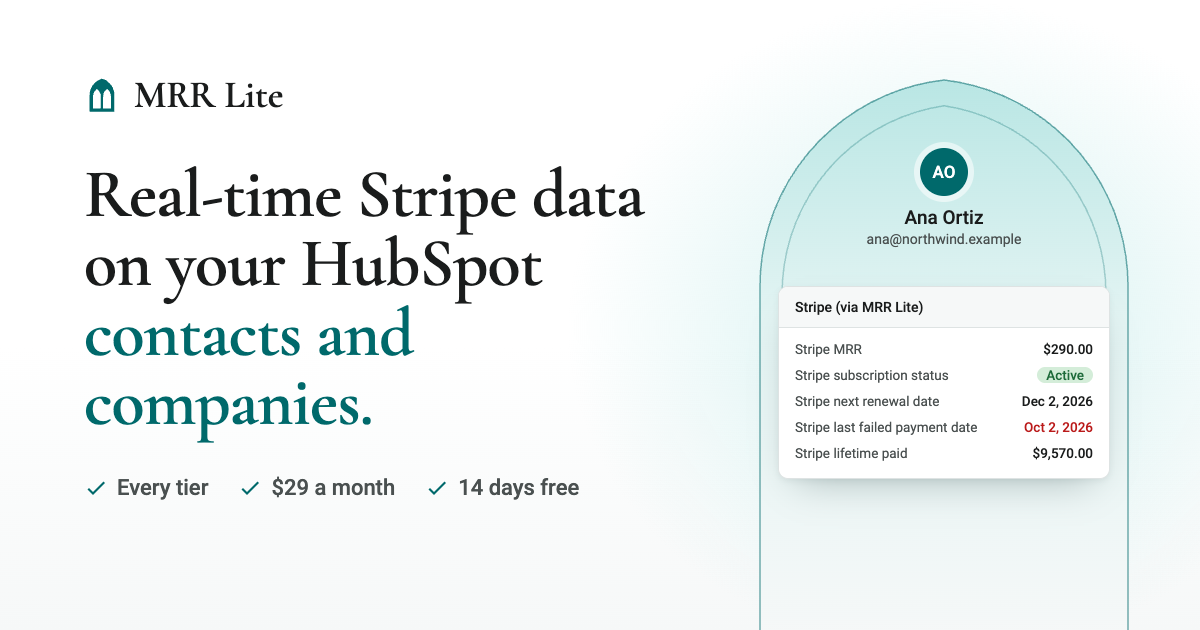 MRR Lite
Real-time Stripe data
on your HubSpot
contacts and
companies.
Every tier
$29 a month
14 days free
AO
Ana Ortiz
ana@northwind.example
Stripe (via MRR Lite)
Stripe MRR $290.00
Stripe subscription status Active
Stripe next renewal date Dec 2, 2026
Stripe last failed payment date Oct 2, 2026
Stripe lifetime paid $9,570.00